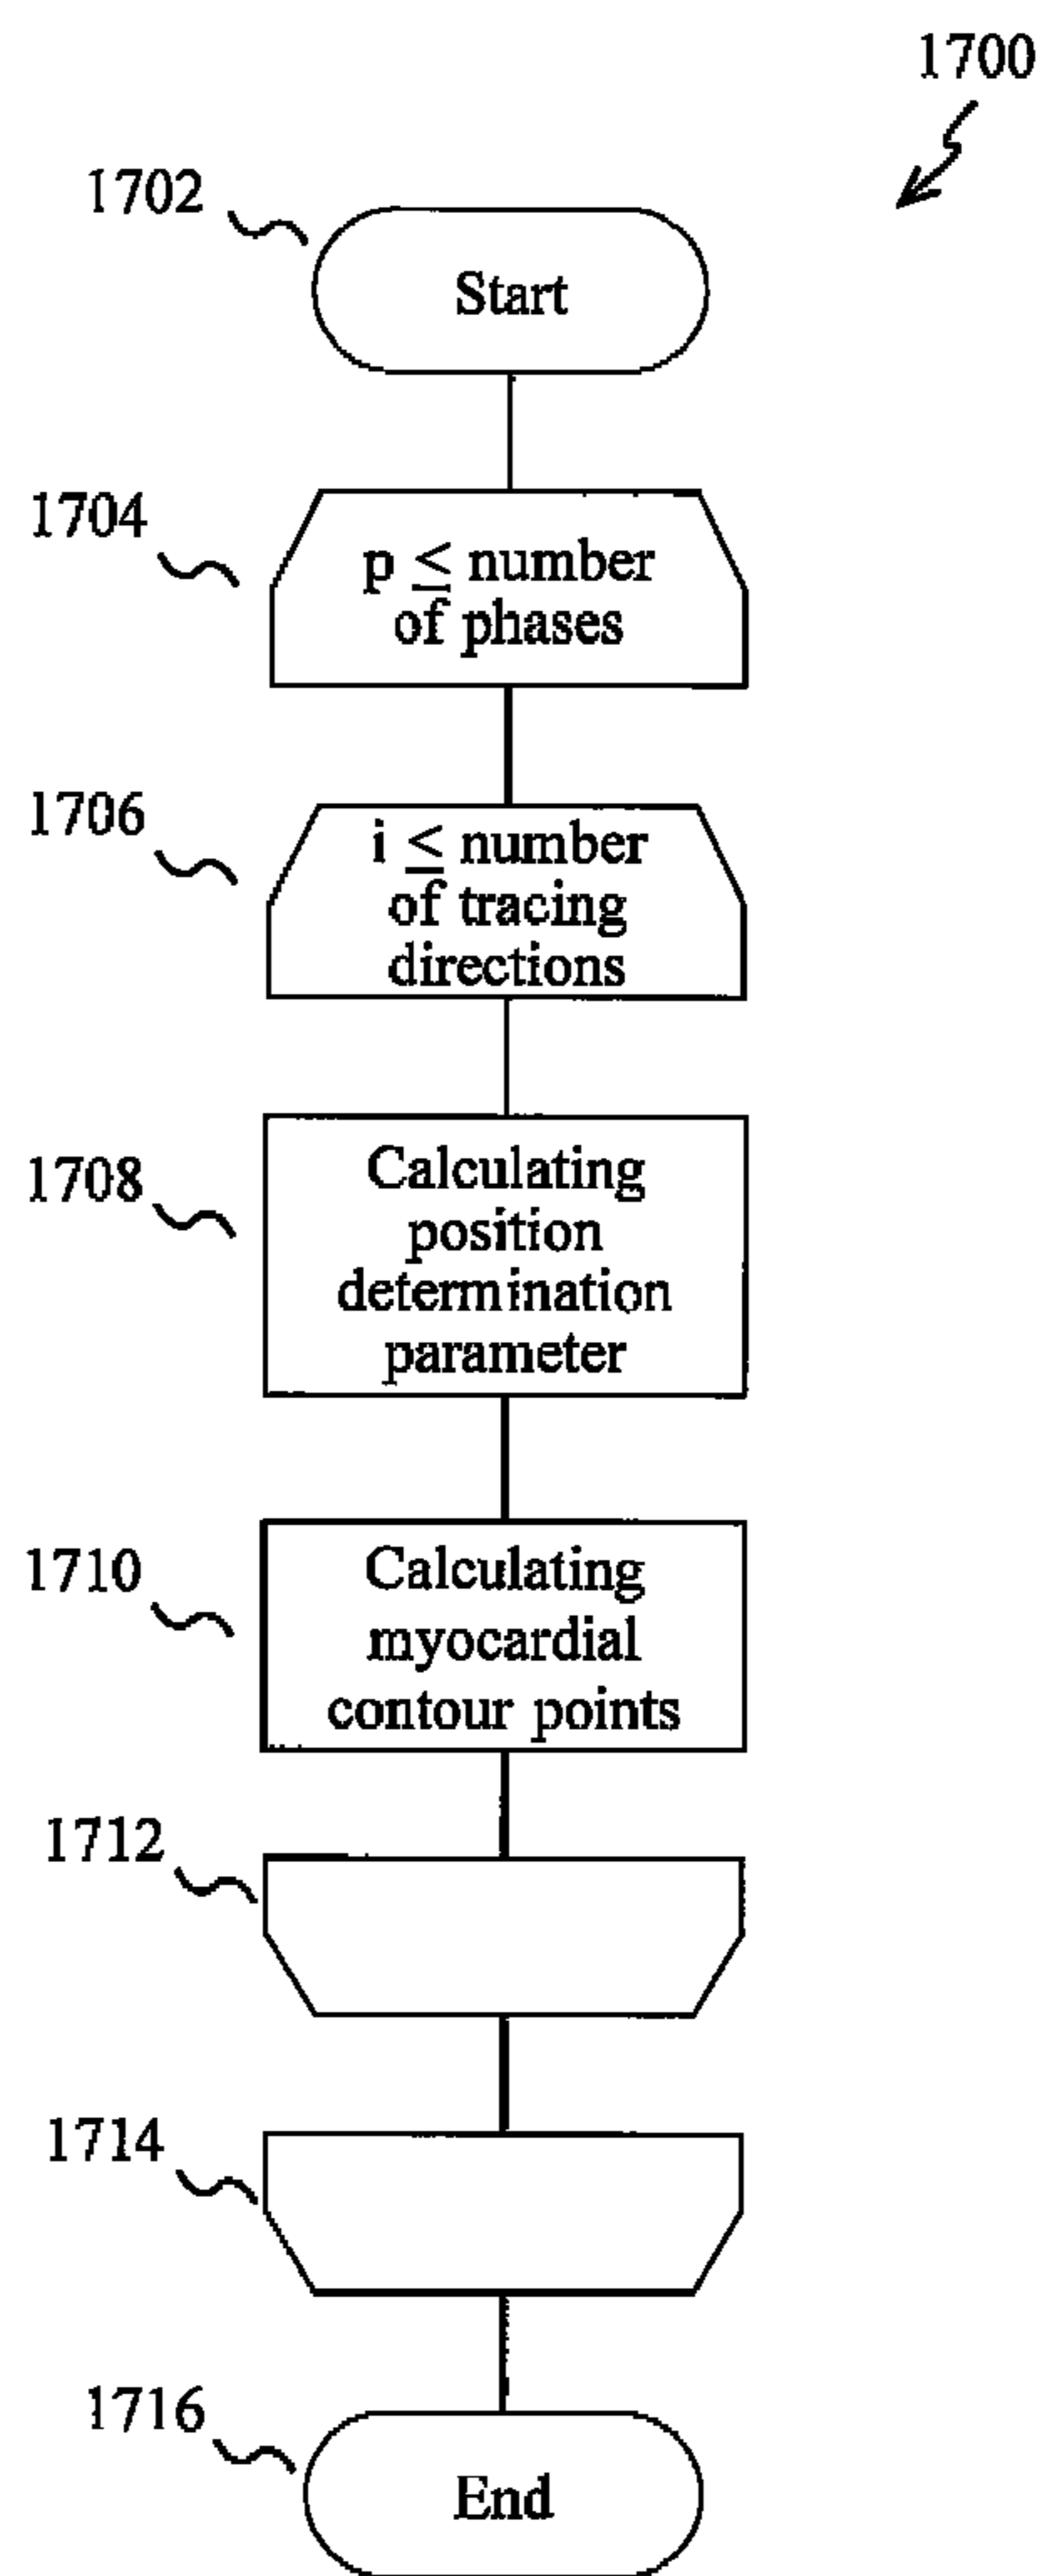 1700
1702
Start
1704
p ≤ number
of phases
1706
i ≤ number
of tracing
directions
1708
Calculating
position
determination
parameter
1710
Calculating
myocardial
contour points
1712
1714
1716
End